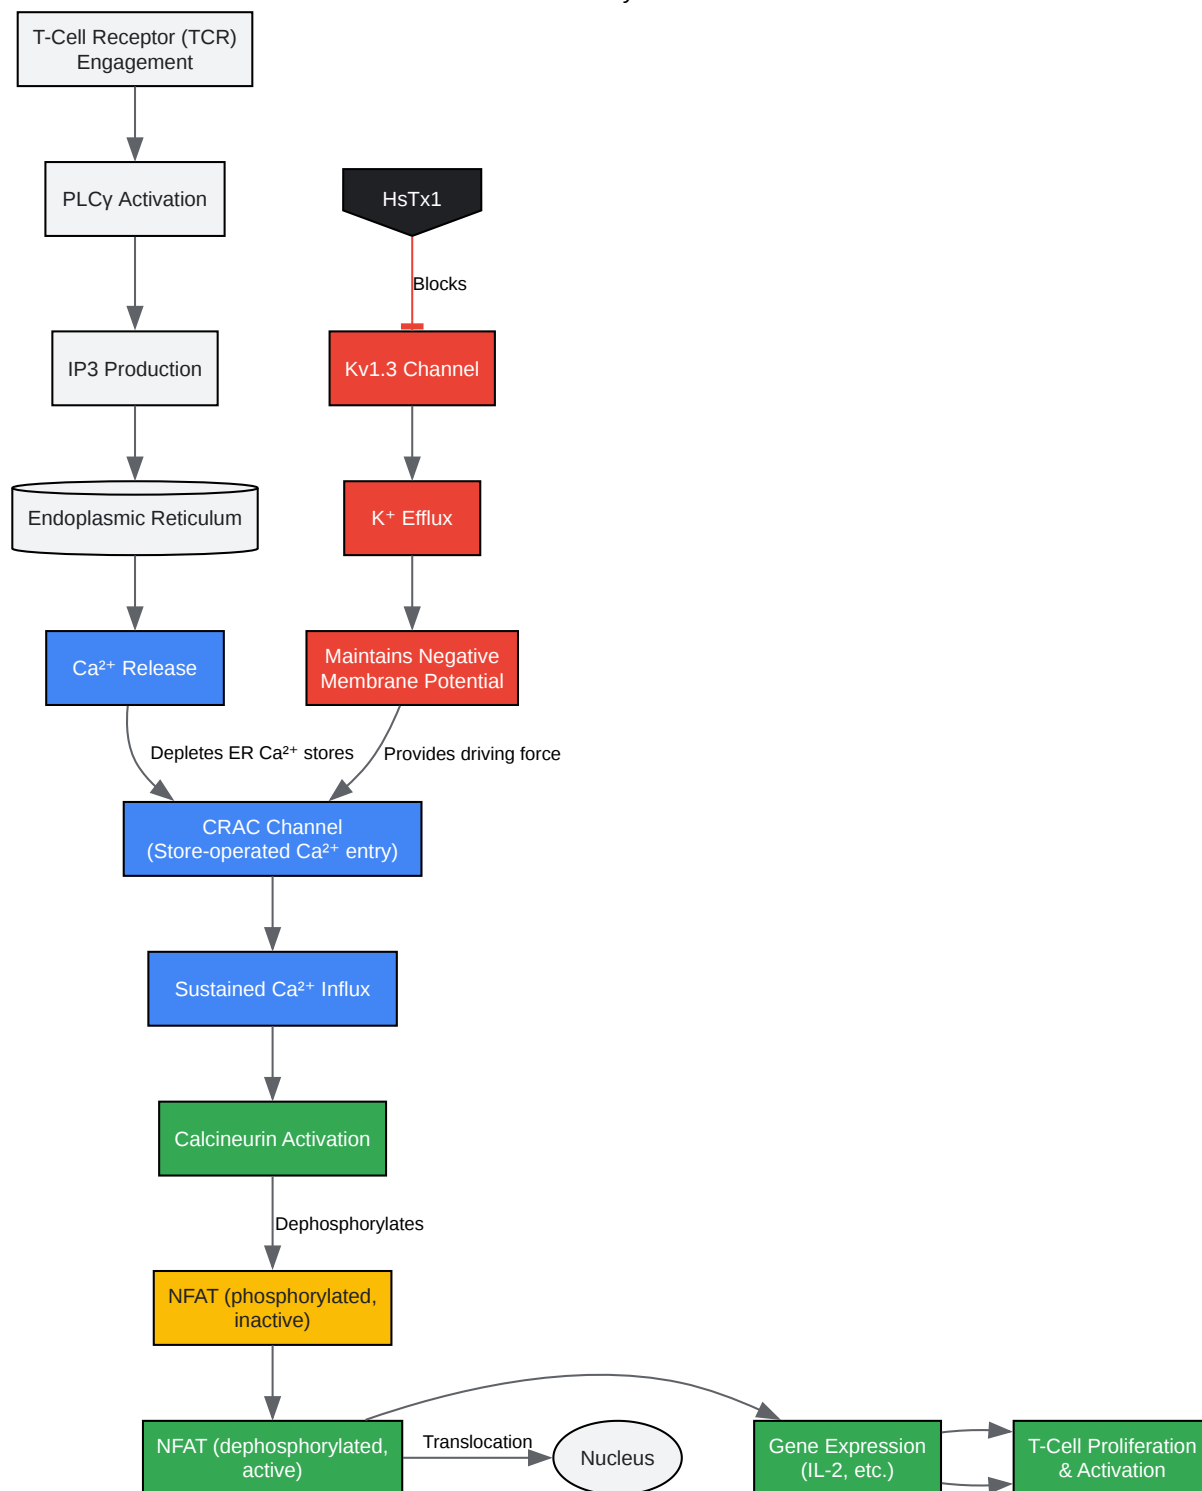 T-Cell Receptor (TCR)
Engagement
PLCγ Activation
HsTx1
Blocks
IP3 Production
Kv1.3 Channel
Endoplasmic Reticulum
K⁺ Efflux
Ca²⁺ Release
Maintains Negative
Membrane Potential
Depletes ER Ca²⁺ stores
Provides driving force
CRAC Channel
(Store-operated Ca²⁺ entry)
Sustained Ca²⁺ Influx
Calcineurin Activation
Dephosphorylates
NFAT (phosphorylated,
inactive)
NFAT (dephosphorylated,
active)
Translocation
Nucleus
Gene Expression
(IL-2, etc.)
T-Cell Proliferation
& Activation